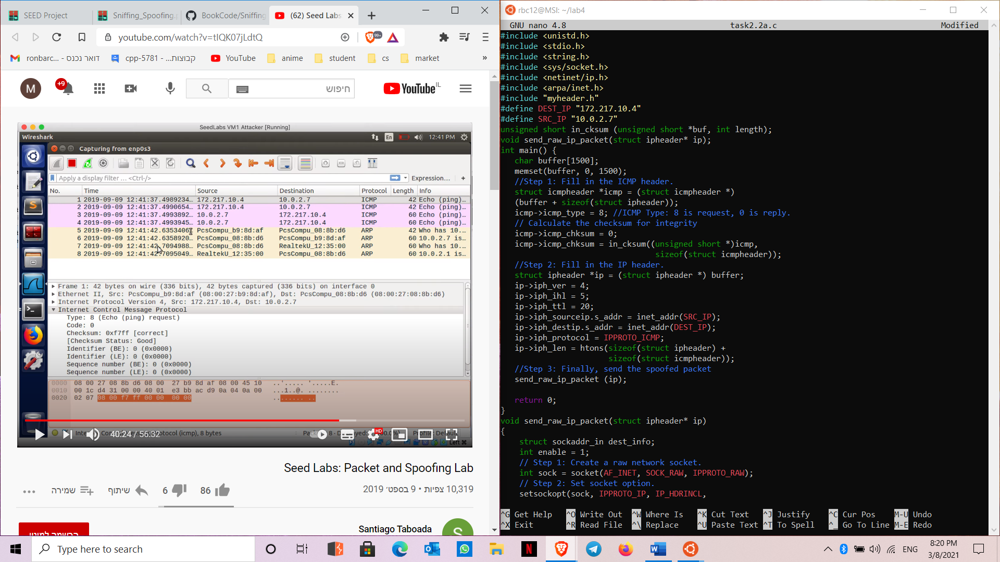 SEED Project
Sniffing_Spoofing.p
BookCode/Sniffing
(62) Seed Labs
youtube.com/watch?v=tIQK07jLdtQ
99+
ronbarc... - דואר נכנס
cpp-5781 - ...קבוצות
YouTube
anime
student
cs
market
»
M
+9
חיפוש
YouTube IL
SeedLabs VM1 Attacker [Running]
Wireshark
En
12:41 PM
Capturing from enp0s3
Apply a display filter ... <Ctrl-/>
Expression...
+
No. Time Source Destination Protocol Length Info
1 2019-09-09 12:41:37.4989234... 172.217.10.4 10.0.2.7 ICMP 42 Echo (ping)...
2 2019-09-09 12:41:37.4990654... 172.217.10.4 10.0.2.7 ICMP 42 Echo (ping)...
3 2019-09-09 12:41:37.4993892... 10.0.2.7 172.217.10.4 ICMP 60 Echo (ping)...
4 2019-09-09 12:41:37.4993945... 10.0.2.7 172.217.10.4 ICMP 60 Echo (ping)...
5 2019-09-09 12:41:42.6353406... PcsCompu_b9:8d:af PcsCompu_08:8b:d6 ARP 42 Who has 10...
6 2019-09-09 12:41:42.6358920... PcsCompu_08:8b:d6 PcsCompu_b9:8d:af ARP 60 10.0.2.7 is...
7 2019-09-09 12:41:42.7094988... PcsCompu_08:8b:d6 RealtekU_12:35:00 ARP 60 Who has 10...
8 2019-09-09 12:41:42.7095049... RealtekU_12:35:00 PcsCompu_08:8b:d6 ARP 60 10.0.2.1 is...
Frame 1: 42 bytes on wire (336 bits), 42 bytes captured (336 bits) on interface 0
Ethernet II, Src: PcsCompu_b9:8d:af (08:00:27:b9:8d:af), Dst: PcsCompu_08:8b:d6 (08:00:27:08:8b:d6)
Internet Protocol Version 4, Src: 172.217.10.4, Dst: 10.0.2.7
Internet Control Message Protocol
Type: 8 (Echo (ping) request)
Code: 0
Checksum: 0xf7ff [correct]
[Checksum Status: Good]
Identifier (BE): 0 (0x0000)
Identifier (LE): 0 (0x0000)
Sequence number (BE): 0 (0x0000)
Sequence number (LE): 0 (0x0000)
0000 08 00 27 08 8b d6 08 00 27 b9 8d af 08 00 45 10 ..'..... '.....E.
0010 00 1c d4 31 00 00 40 01 e3 bb ac d9 0a 04 0a 00 ...1..@. ........
0020 02 07 08 00 f7 ff 00 00 00 00 ........ ..
40:24 / 56:32
(icmp), 8 bytes
HD
Left ⌘
Seed Labs: Packet and Spoofing Lab
10,319 צפיות • 9 בספט׳ 2019
86
6
שיתוף
שמירה
...
Santiago Taboada
S
rbc12@MSI: ~/lab4
GNU nano 4.8 task2.2a.c Modified
#include <unistd.h>
#include <stdio.h>
#include <string.h>
#include <sys/socket.h>
#include <netinet/ip.h>
#include <arpa/inet.h>
#include "myheader.h"
#define DEST_IP "172.217.10.4"
#define SRC_IP "10.0.2.7"
unsigned short in_cksum (unsigned short *buf, int length);
void send_raw_ip_packet(struct ipheader* ip);
int main() {
char buffer[1500];
memset(buffer, 0, 1500);
//Step 1: Fill in the ICMP header.
struct icmpheader *icmp = (struct icmpheader *)
(buffer + sizeof(struct ipheader));
icmp->icmp_type = 8; //ICMP Type: 8 is request, 0 is reply.
// Calculate the checksum for integrity
icmp->icmp_chksum = 0;
icmp->icmp_chksum = in_cksum((unsigned short *)icmp,
sizeof(struct icmpheader));
//Step 2: Fill in the IP header.
struct ipheader *ip = (struct ipheader *) buffer;
ip->iph_ver = 4;
ip->iph_ihl = 5;
ip->iph_ttl = 20;
ip->iph_sourceip.s_addr = inet_addr(SRC_IP);
ip->iph_destip.s_addr = inet_addr(DEST_IP);
ip->iph_protocol = IPPROTO_ICMP;
ip->iph_len = htons(sizeof(struct ipheader) +
sizeof(struct icmpheader));
//Step 3: Finally, send the spoofed packet
send_raw_ip_packet (ip);
return 0;
}
void send_raw_ip_packet(struct ipheader* ip)
{
struct sockaddr_in dest_info;
int enable = 1;
// Step 1: Create a raw network socket.
int sock = socket(AF_INET, SOCK_RAW, IPPROTO_RAW);
// Step 2: Set socket option.
setsockopt(sock, IPPROTO_IP, IP_HDRINCL,
^G Get Help ^O Write Out ^W Where Is ^K Cut Text ^J Justify ^C Cur Pos M-U Undo
^X Exit ^R Read File ^\ Replace ^U Paste Text ^T To Spell ^_ Go To Line M-E Redo
Type here to search
ENG
8:20 PM
3/8/2021